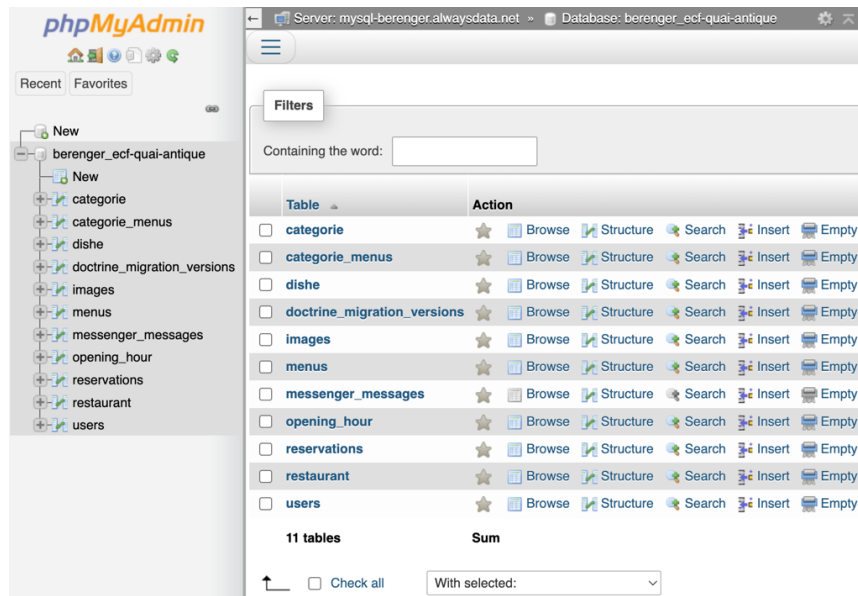 phpMyAdmin
Recent Favorites
New
berenger_ecf-quai-antique
New
categorie
categorie_menus
dishe
doctrine_migration_versions
images
menus
messenger_messages
opening_hour
reservations
restaurant
users
Server: mysql-berenger.alwaysdata.net » Database: berenger_ecf-quai-antique
Filters
Containing the word:
Table Action
categorie Browse Structure Search Insert Empty
categorie_menus Browse Structure Search Insert Empty
dishe Browse Structure Search Insert Empty
doctrine_migration_versions Browse Structure Search Insert Empty
images Browse Structure Search Insert Empty
menus Browse Structure Search Insert Empty
messenger_messages Browse Structure Search Insert Empty
opening_hour Browse Structure Search Insert Empty
reservations Browse Structure Search Insert Empty
restaurant Browse Structure Search Insert Empty
users Browse Structure Search Insert Empty
11 tables Sum
Check all With selected: